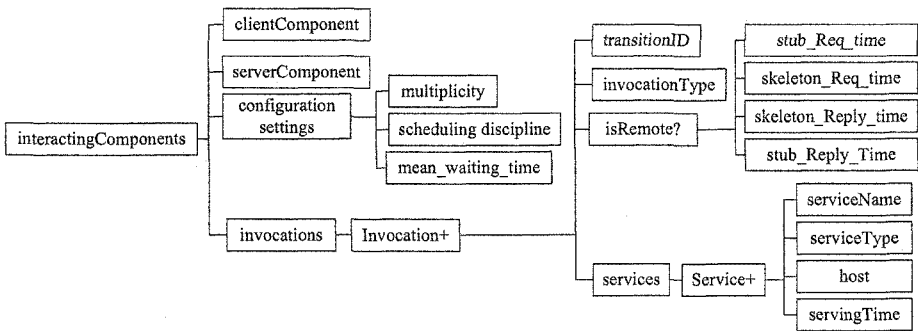 interactingComponents
clientComponent
serverComponent
configuration
settings
multiplicity
scheduling discipline
mean_waiting_time
invocations
Invocation+
transitionID
invocationType
isRemote?
stub_Req_time
skeleton_Req_time
skeleton_Reply_time
stub_Reply_Time
services
Service+
serviceName
serviceType
host
servingTime